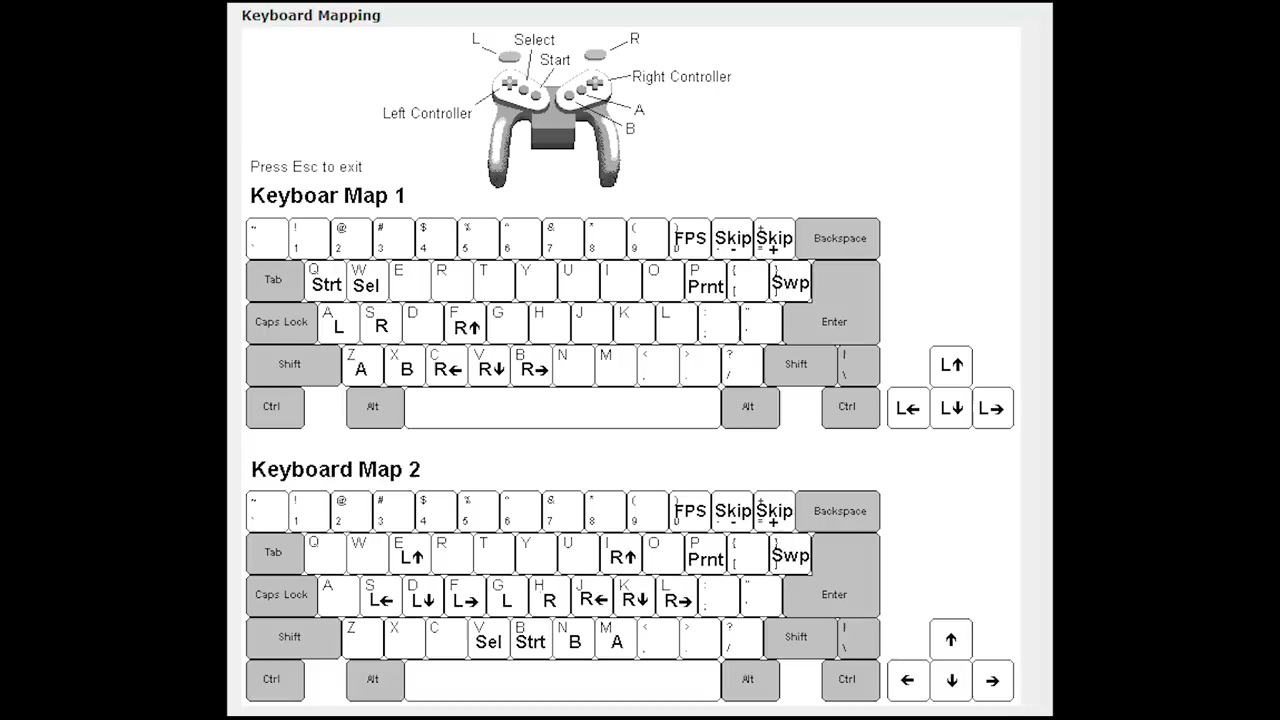 Keyboard Mapping
L Select R
Start
Right Controller
Left Controller A
B
Press Esc to exit
Keyboar Map 1
~ ! @ # $ % ^ & * ( ) +
` 1 2 3 4 5 6 7 8 9 0 FPS - Skip - = Skip + Backspace
Tab Q Strt W Sel E R T Y U I O P Prnt { [ } Swp
Caps Lock A L S R D F R↑ G H J K L : ; " ' Enter
Shift Z A X B C R← V R↓ B R→ N M < , > . ? / Shift | \ L↑
Ctrl Alt Alt Ctrl L← L↓ L→
Keyboard Map 2
~ ! @ # $ % ^ & * ( ) +
` 1 2 3 4 5 6 7 8 9 0 FPS - Skip - = Skip + Backspace
Tab Q W E L↑ R T Y U I R↑ O P Prnt { [ } Swp
Caps Lock A S L← D L↓ F L→ G L H R J R← K R↓ L R→ : ; " ' Enter
Shift Z X C V Sel B Strt N B M A < , > . ? / Shift | \ ↑
Ctrl Alt Alt Ctrl ← ↓ →